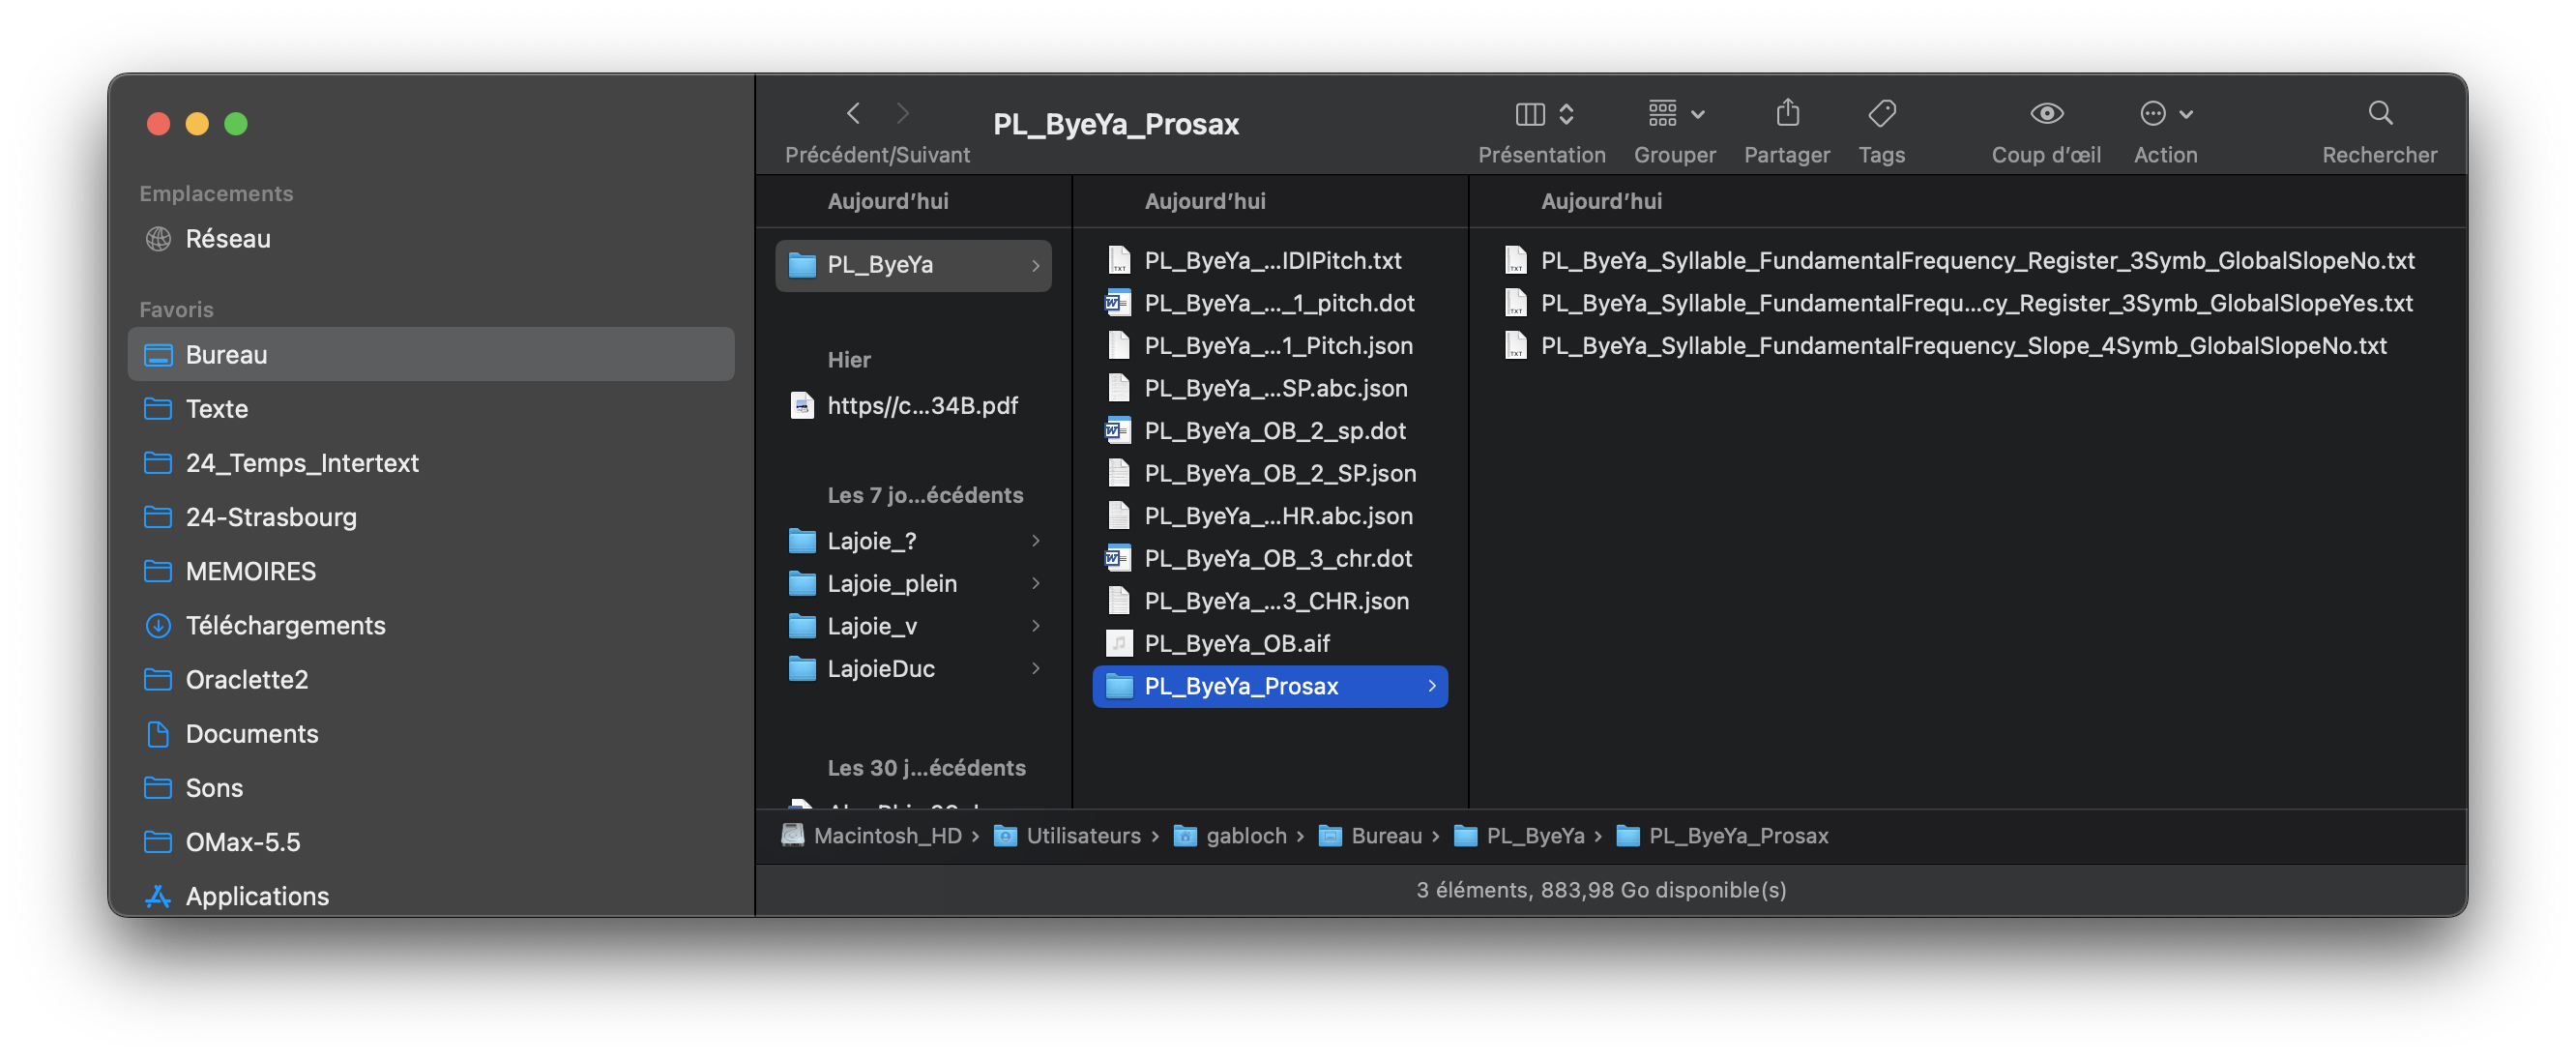 Emplacements
Réseau
Favoris
Bureau
Texte
24_Temps_Intertext
24-Strasbourg
MEMOIRES
Téléchargements
Oraclette2
Documents
Sons
OMax-5.5
Applications
Précédent/Suivant
PL_ByeYa_Prosax
Présentation
Grouper
Partager
Tags
Coup d’œil
Action
Rechercher
Aujourd’hui
PL_ByeYa
Hier
https//c...34B.pdf
Les 7 jo...écédents
Lajoie_?
Lajoie_plein
Lajoie_v
LajoieDuc
Les 30 j...écédents
Aujourd’hui
PL_ByeYa_...IDIPitch.txt
PL_ByeYa_..._1_pitch.dot
PL_ByeYa_...1_Pitch.json
PL_ByeYa_...SP.abc.json
PL_ByeYa_OB_2_sp.dot
PL_ByeYa_OB_2_SP.json
PL_ByeYa_...HR.abc.json
PL_ByeYa_OB_3_chr.dot
PL_ByeYa_...3_CHR.json
PL_ByeYa_OB.aif
PL_ByeYa_Prosax
Aujourd’hui
PL_ByeYa_Syllable_FundamentalFrequency_Register_3Symb_GlobalSlopeNo.txt
PL_ByeYa_Syllable_FundamentalFrequ...cy_Register_3Symb_GlobalSlopeYes.txt
PL_ByeYa_Syllable_FundamentalFrequency_Slope_4Symb_GlobalSlopeNo.txt
Macintosh_HD › Utilisateurs › gabloch › Bureau › PL_ByeYa › PL_ByeYa_Prosax
3 éléments, 883,98 Go disponible(s)